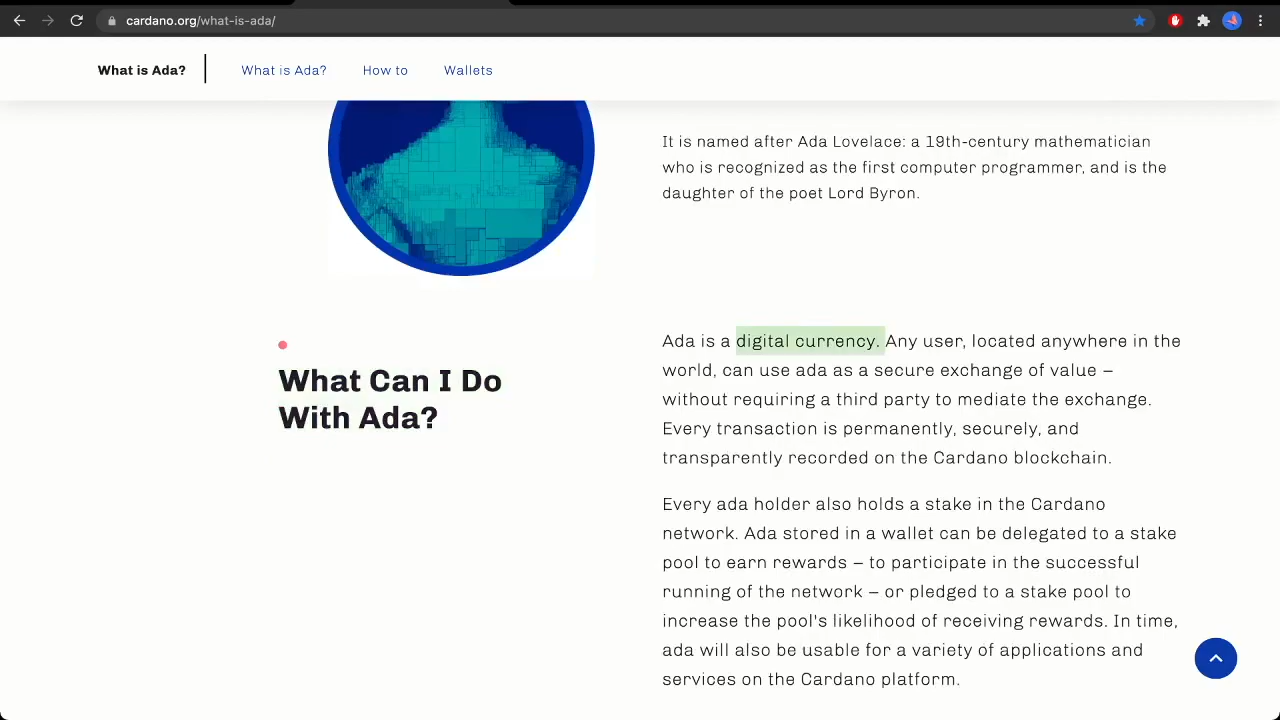 cardano.org/what-is-ada/
What is Ada?
What is Ada?
How to
Wallets
It is named after Ada Lovelace: a 19th-century mathematician
who is recognized as the first computer programmer, and is the
daughter of the poet Lord Byron.
What Can I Do
With Ada?
Ada is a digital currency. Any user, located anywhere in the
world, can use ada as a secure exchange of value –
without requiring a third party to mediate the exchange.
Every transaction is permanently, securely, and
transparently recorded on the Cardano blockchain.
Every ada holder also holds a stake in the Cardano
network. Ada stored in a wallet can be delegated to a stake
pool to earn rewards – to participate in the successful
running of the network – or pledged to a stake pool to
increase the pool's likelihood of receiving rewards. In time,
ada will also be usable for a variety of applications and
services on the Cardano platform.